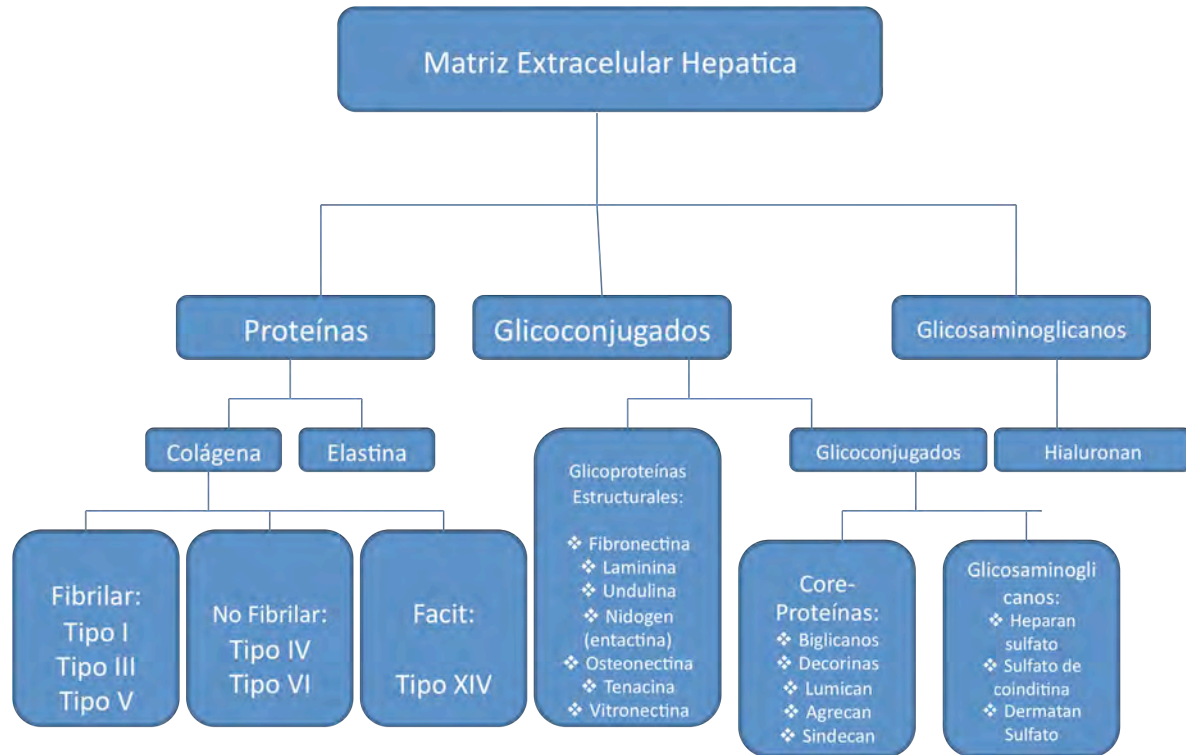 Matriz Extracelular Hepatica
Proteínas
Glicoconjugados
Glicosaminoglicanos
Colágena
Elastina
Glicoproteínas
Estructurales:
❖ Fibronectina
❖ Laminina
❖ Undulina
❖ Nidogen
(entactina)
❖ Osteonectina
❖ Tenacina
❖ Vitronectina
Glicoconjugados
Hialuronan
Fibrilar:
Tipo I
Tipo III
Tipo V
No Fibrilar:
Tipo IV
Tipo VI
Facit:
Tipo XIV
Core-
Proteínas:
❖ Biglicanos
❖ Decorinas
❖ Lumican
❖ Agrecan
❖ Sindecan
Glicosaminogli
canos:
❖ Heparan
sulfato
❖ Sulfato de
coinditina
❖ Dermatan
Sulfato